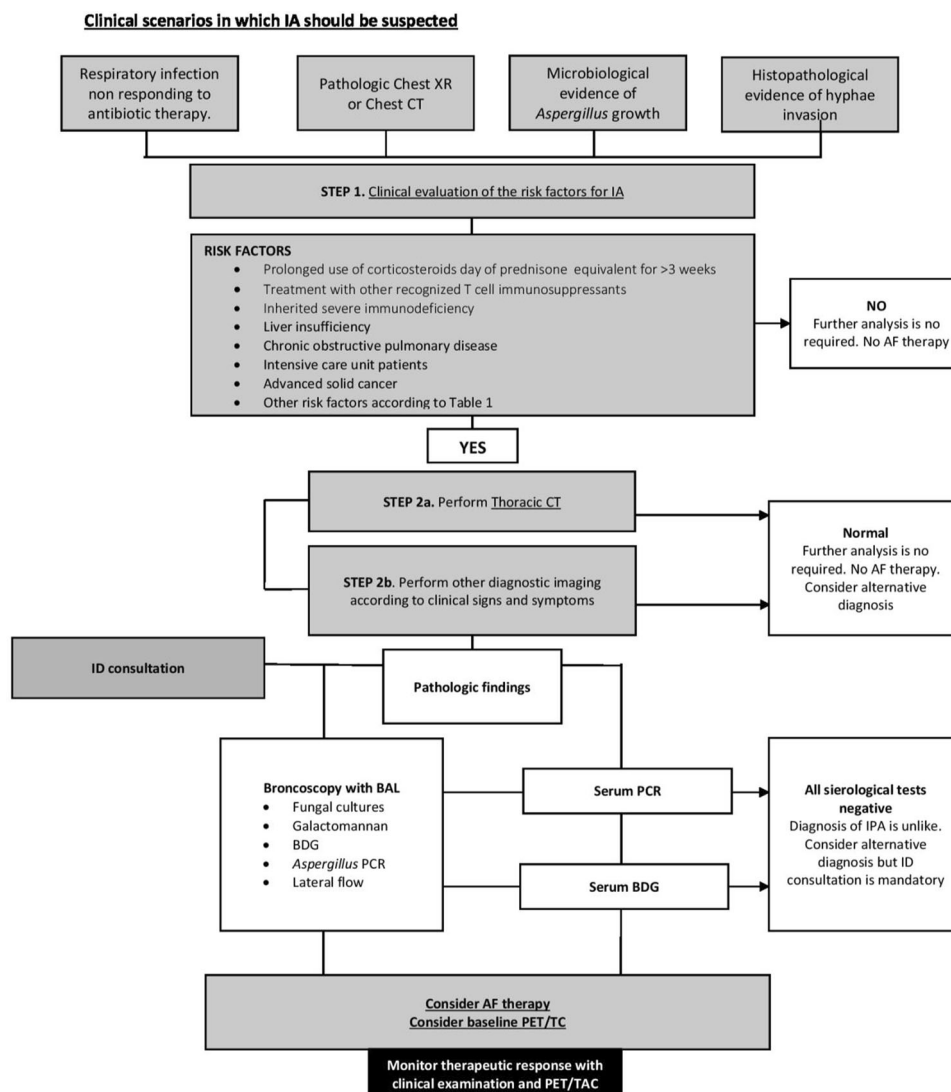 Clinical scenarios in which IA should be suspected
Respiratory infection
non responding to
antibiotic therapy.
Pathologic Chest XR
or Chest CT
Microbiological
evidence of
Aspergillus growth
Histopathological
evidence of hyphae
invasion
STEP 1. Clinical evaluation of the risk factors for IA
RISK FACTORS
• Prolonged use of corticosteroids day of prednisone equivalent for >3 weeks
• Treatment with other recognized T cell immunosuppressants
• Inherited severe immunodeficiency
• Liver insufficiency
• Chronic obstructive pulmonary disease
• Intensive care unit patients
• Advanced solid cancer
• Other risk factors according to Table 1
NO
Further analysis is no
required. No AF therapy
YES
STEP 2a. Perform Thoracic CT
STEP 2b. Perform other diagnostic imaging
according to clinical signs and symptoms
Normal
Further analysis is no
required. No AF therapy.
Consider alternative
diagnosis
ID consultation
Pathologic findings
Broncoscopy with BAL
• Fungal cultures
• Galactomannan
• BDG
• Aspergillus PCR
• Lateral flow
Serum PCR
Serum BDG
All sierological tests
negative
Diagnosis of IPA is unlike.
Consider alternative
diagnosis but ID
consultation is mandatory
Consider AF therapy
Consider baseline PET/TC
Monitor therapeutic response with
clinical examination and PET/TAC